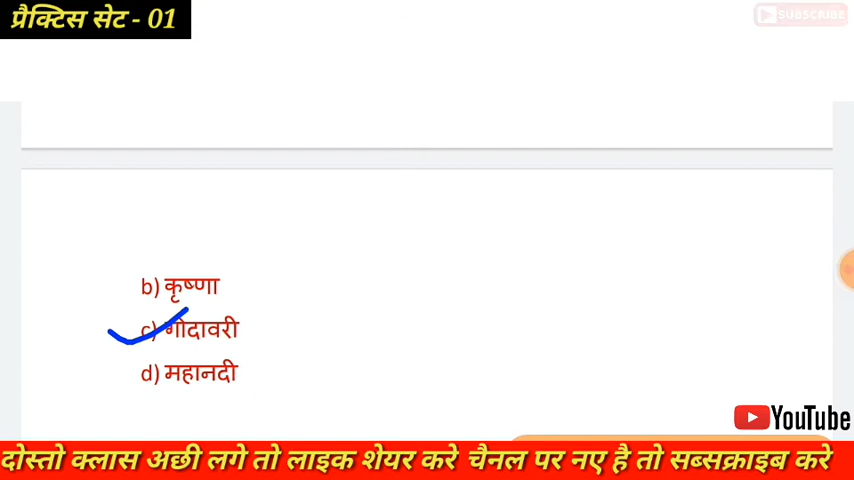 प्रैक्टिस सेट - 01
SUBSCRIBE
b) कृष्णा
c) गोदावरी
d) महानदी
YouTube
दोस्तो क्लास अछी लगे तो लाइक शेयर करे चैनल पर नए है तो सब्सक्राइब करे